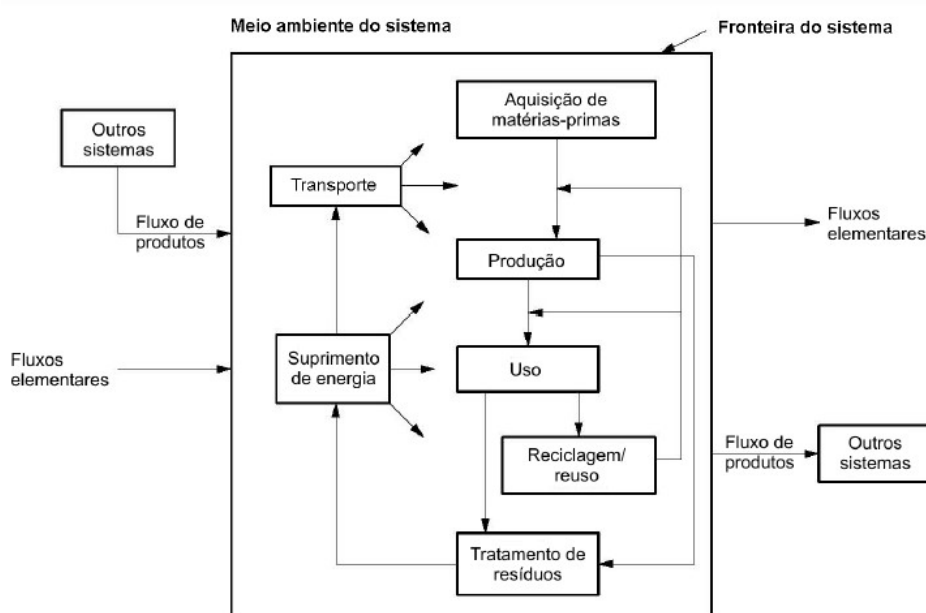 Meio ambiente do sistema
Fronteira do sistema
Aquisição de
matérias-primas
Outros
sistemas
Transporte
Fluxo de
produtos
Fluxos
elementares
Produção
Fluxos
elementares
Suprimento
de energia
Uso
Reciclagem/
reuso
Fluxo de
produtos
Outros
sistemas
Tratamento de
resíduos